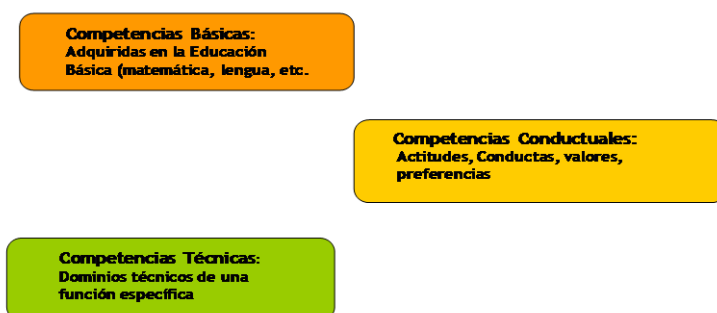 Competencias Básicas:
Adquiridas en la Educación
Básica (matemática, lengua, etc.
Competencias Conductuales:
Actitudes, Conductas, valores,
preferencias
Competencias Técnicas:
Dominios técnicos de una
función específica